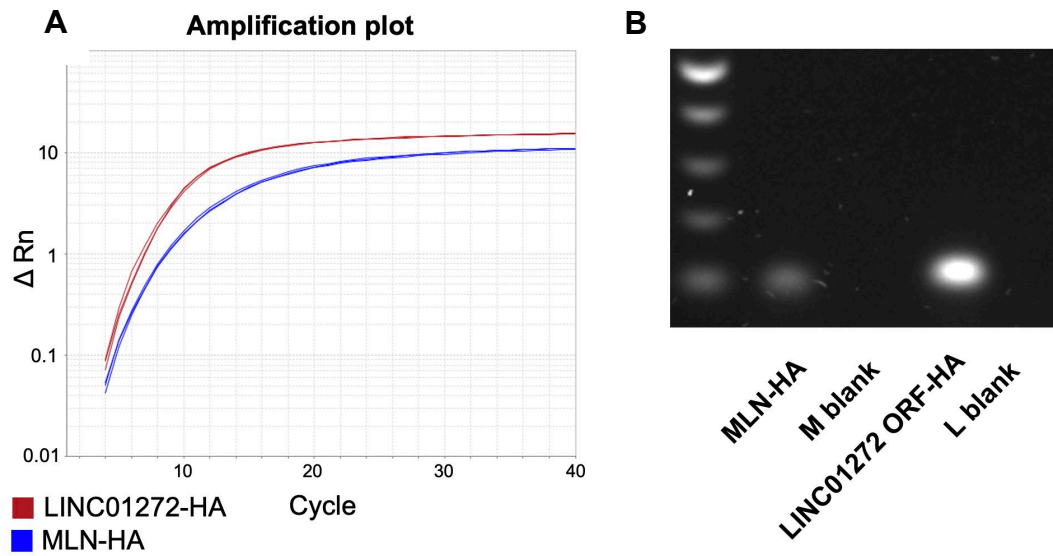 A
Amplification plot
10
1
0.1
0.01
Δ Rn
10 20 30 40
Cycle
LINC01272-HA
MLN-HA
B
MLN-HA
M blank
LINC01272 ORF-HA
L blank